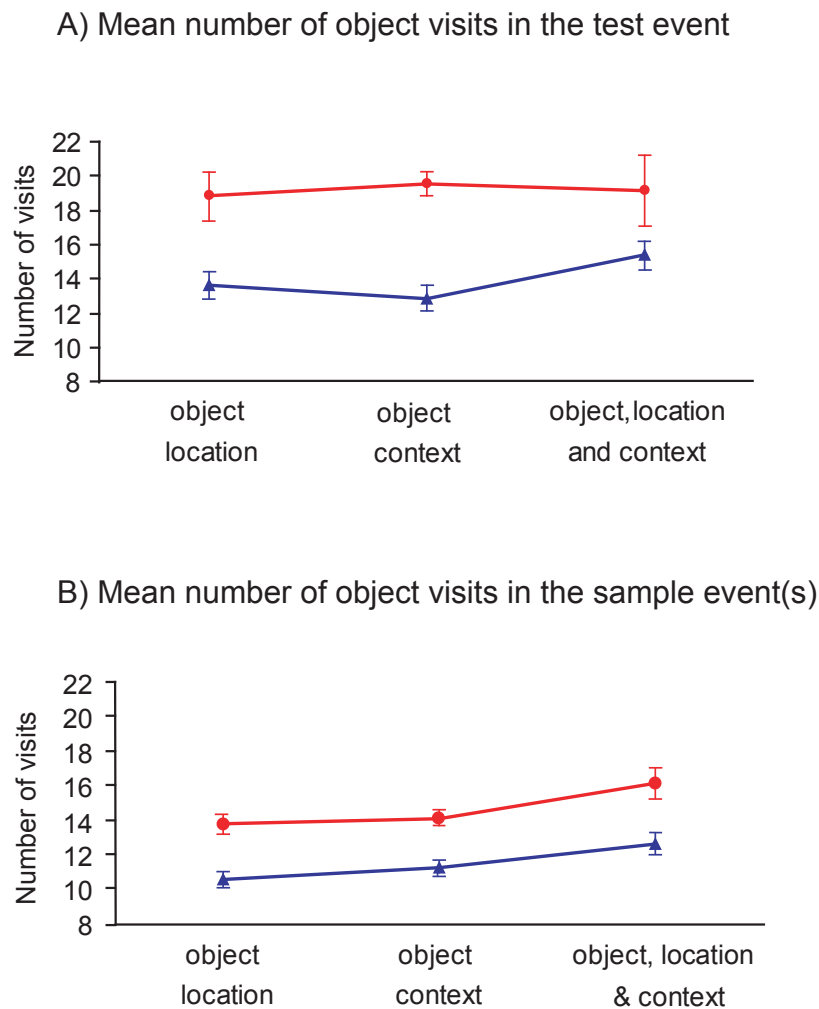 A) Mean number of object visits in the test event
Number of visits
22
20
18
16
14
12
10
8
object
location
object
context
object,location
and context
B) Mean number of object visits in the sample event(s)
Number of visits
22
20
18
16
14
12
10
8
object
location
object
context
object, location
& context